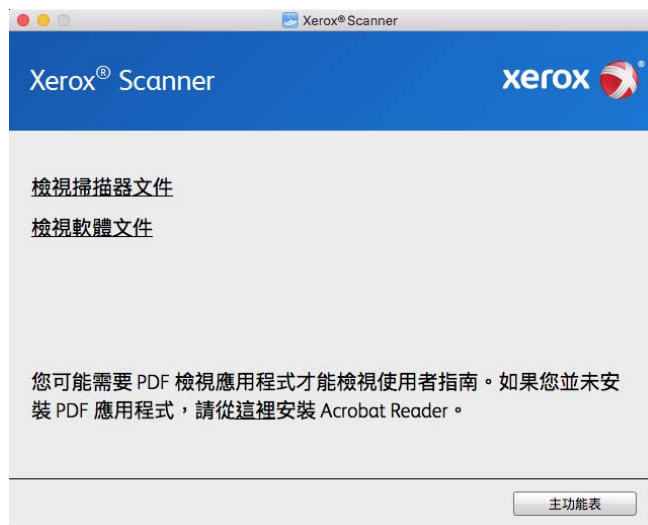 Xerox® Scanner
Xerox® Scanner
xerox
檢視掃描器文件
檢視軟體文件
您可能需要 PDF 檢視應用程式才能檢視使用者指南。如果您並未安
裝 PDF 應用程式，請從這裡安裝 Acrobat Reader。
主功能表